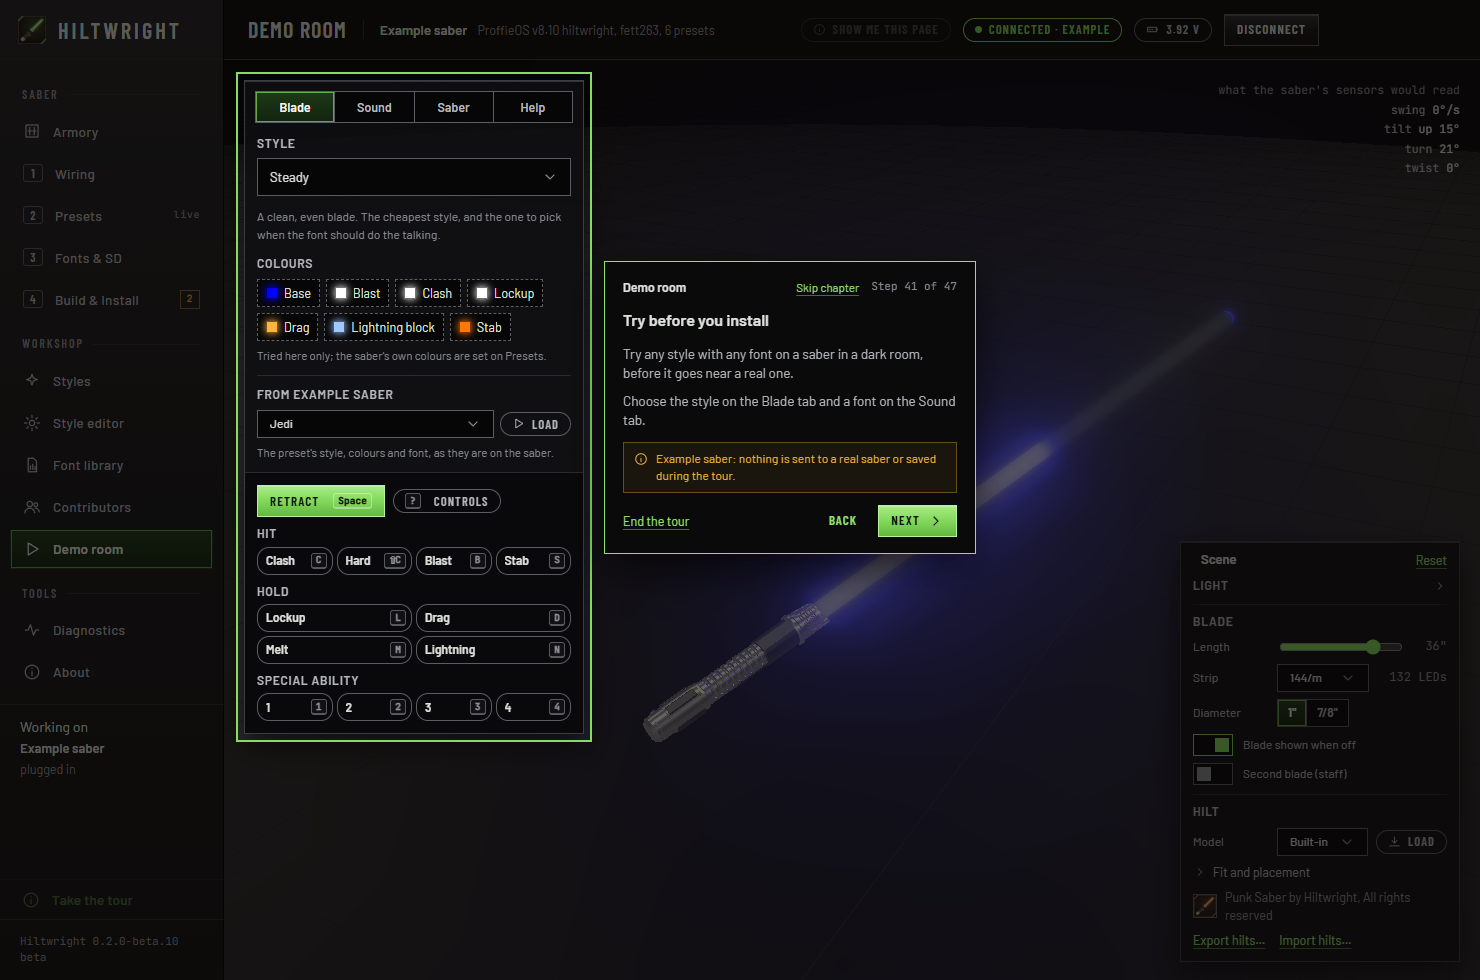 HILTWRIGHT
SABER
Armory
1 Wiring
2 Presets live
3 Fonts & SD
4 Build & Install 2
WORKSHOP
Styles
Style editor
Font library
Contributors
Demo room
TOOLS
Diagnostics
About
Working on
Example saber
plugged in
Take the tour
Hiltwright 0.2.0-beta.10
beta
DEMO ROOM
Example saber ProffieOS v8.10 hiltwright, fett263, 6 presets
SHOW ME THIS PAGE
CONNECTED · EXAMPLE
3.92 V
DISCONNECT
what the saber's sensors would read
swing 0°/s
tilt up 15°
turn 21°
twist 0°
Blade Sound Saber Help
STYLE
Steady
A clean, even blade. The cheapest style, and the one to pick
when the font should do the talking.
COLOURS
Base Blast Clash Lockup
Drag Lightning block Stab
Tried here only; the saber's own colours are set on Presets.
FROM EXAMPLE SABER
Jedi LOAD
The preset's style, colours and font, as they are on the saber.
RETRACT Space ? CONTROLS
HIT
Clash C Hard ⇧C Blast B Stab S
HOLD
Lockup L Drag D
Melt M Lightning N
SPECIAL ABILITY
1 1 2 2 3 3 4 4
Demo room Skip chapter Step 41 of 47
Try before you install
Try any style with any font on a saber in a dark room,
before it goes near a real one.
Choose the style on the Blade tab and a font on the Sound
tab.
Example saber: nothing is sent to a real saber or saved
during the tour.
End the tour BACK NEXT
Scene Reset
LIGHT
BLADE
Length 36"
Strip 144/m 132 LEDs
Diameter 1" 7/8"
Blade shown when off
Second blade (staff)
HILT
Model Built-in LOAD
Fit and placement
Punk Saber by Hiltwright, All rights
reserved
Export hilts... Import hilts...